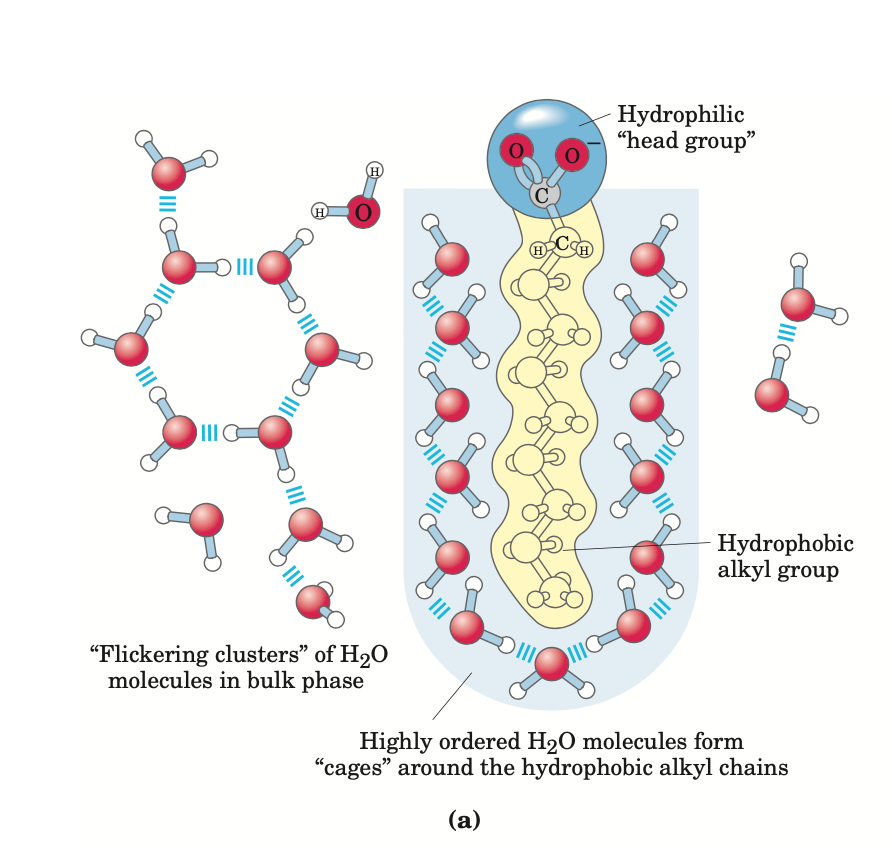 Hydrophilic
“head group”
O
O
−
C
H
O
H
H
C
H
Hydrophobic
alkyl group
“Flickering clusters” of H2O
molecules in bulk phase
Highly ordered H2O molecules form
“cages” around the hydrophobic alkyl chains
(a)